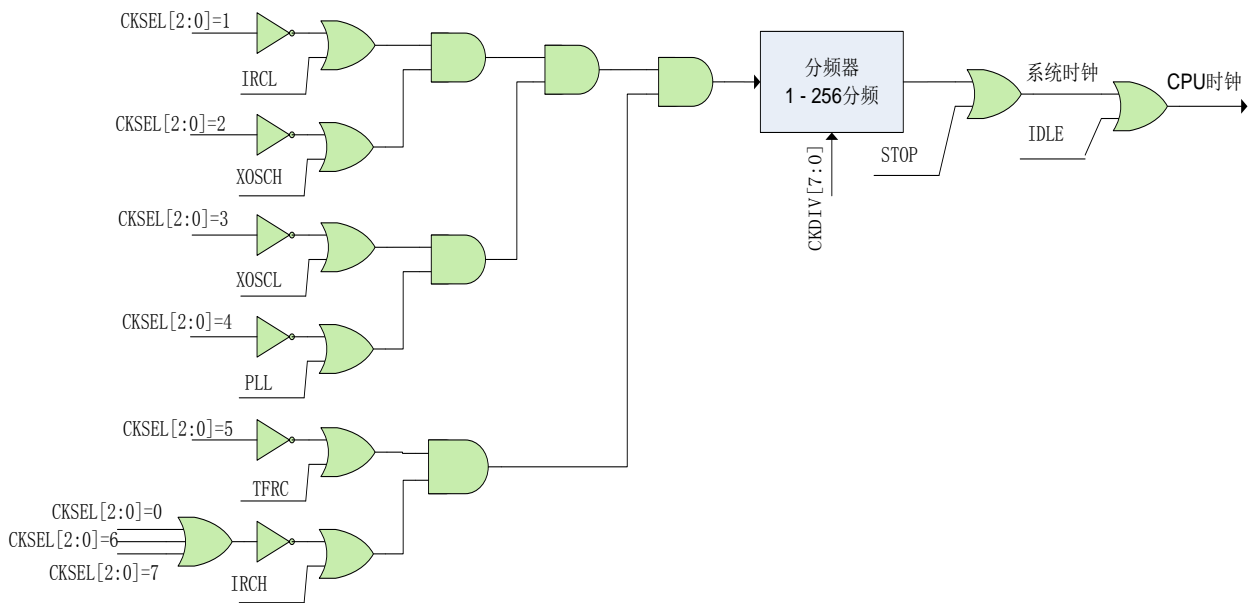 CKSEL[2:0]=1
IRCL
CKSEL[2:0]=2
XOSCH
CKSEL[2:0]=3
XOSCL
CKSEL[2:0]=4
PLL
CKSEL[2:0]=5
TFRC
CKSEL[2:0]=0
CKSEL[2:0]=6
CKSEL[2:0]=7
IRCH
分频器
1 - 256分频
CKDIV[7:0]
STOP
系统时钟
IDLE
CPU时钟